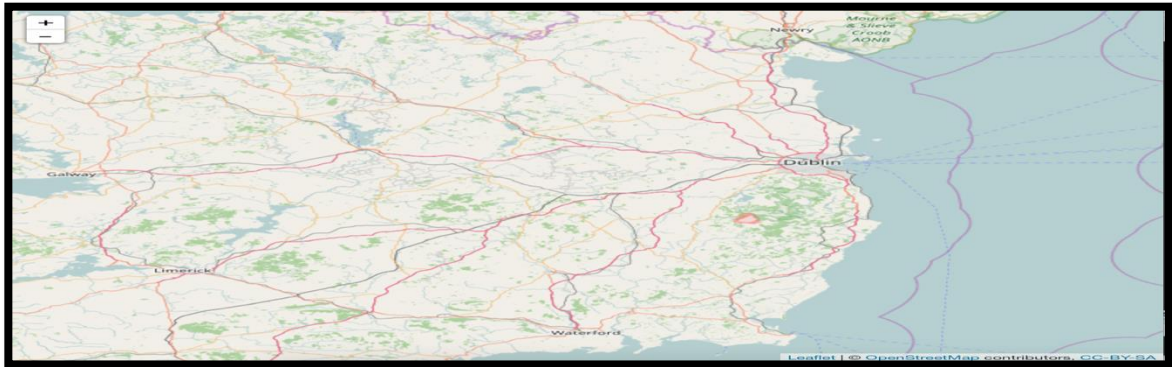 +
−
Mourne
& Slieve
Croob
AONB
Newry
Dublin
Galway
Limerick
Waterford
Leaflet | © OpenStreetMap contributors, CC-BY-SA